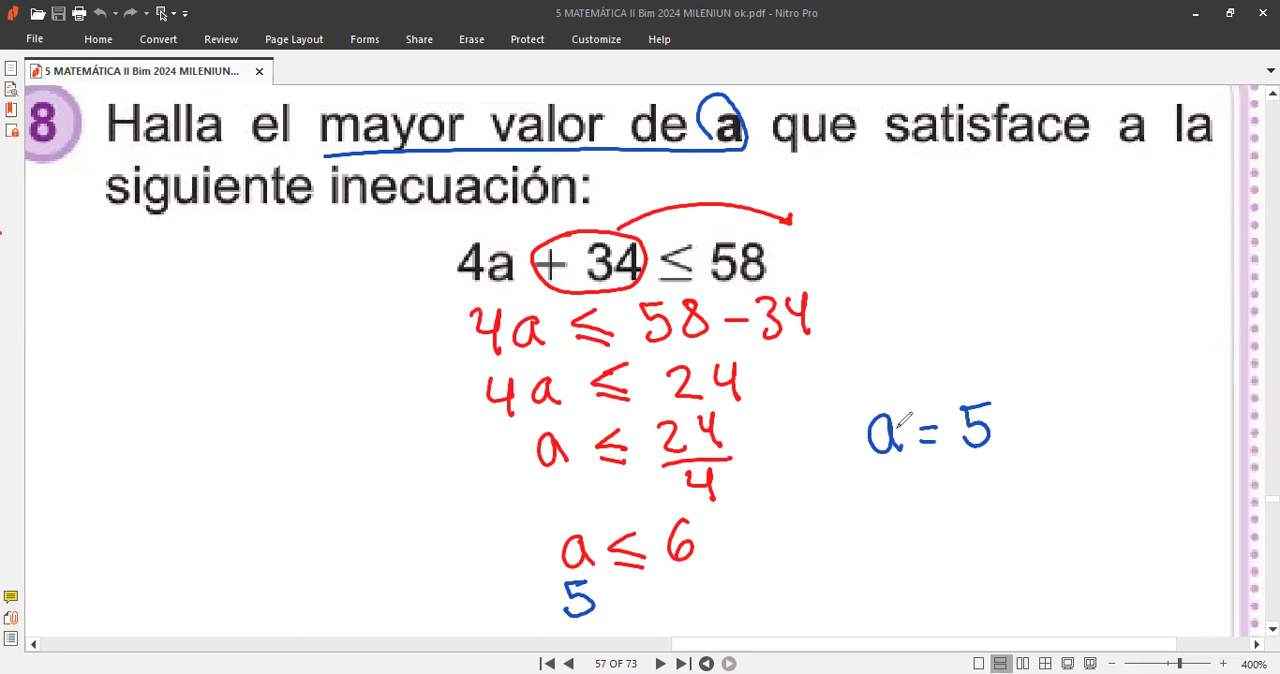 5 MATEMÁTICA II Bim 2024 MILENIUN ok.pdf - Nitro Pro
File Home Convert Review Page Layout Forms Share Erase Protect Customize Help
5 MATEMÁTICA II Bim 2024 MILENIUN...
8 Halla el mayor valor de a que satisface a la
siguiente inecuación:
4a + 34 ≤ 58
4a ≤ 58 - 34
4a ≤ 24
a ≤ 24/4
a = 5
a ≤ 6
5
57 OF 73
400%